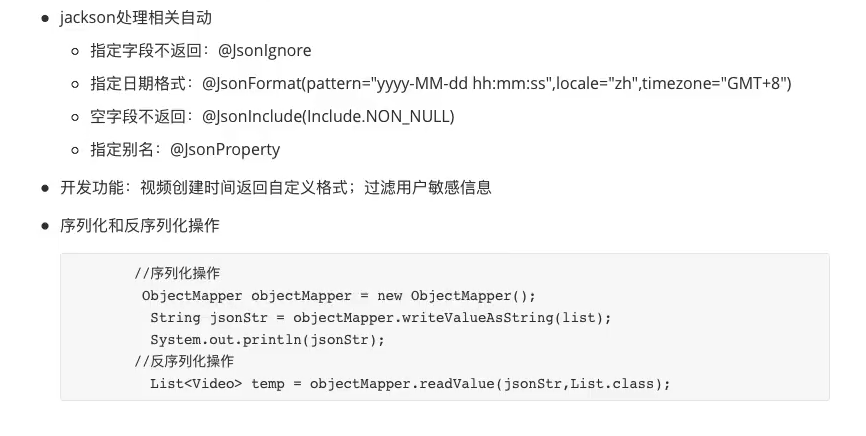 jackson处理相关自动
指定字段不返回：@JsonIgnore
指定日期格式：@JsonFormat(pattern="yyyy-MM-dd hh:mm:ss",locale="zh",timezone="GMT+8")
空字段不返回：@JsonInclude(Include.NON_NULL)
指定别名：@JsonProperty
开发功能：视频创建时间返回自定义格式；过滤用户敏感信息
序列化和反序列化操作
//序列化操作
ObjectMapper objectMapper = new ObjectMapper();
String jsonStr = objectMapper.writeValueAsString(list);
System.out.println(jsonStr);
//反序列化操作
List<Video> temp = objectMapper.readValue(jsonStr,List.class);